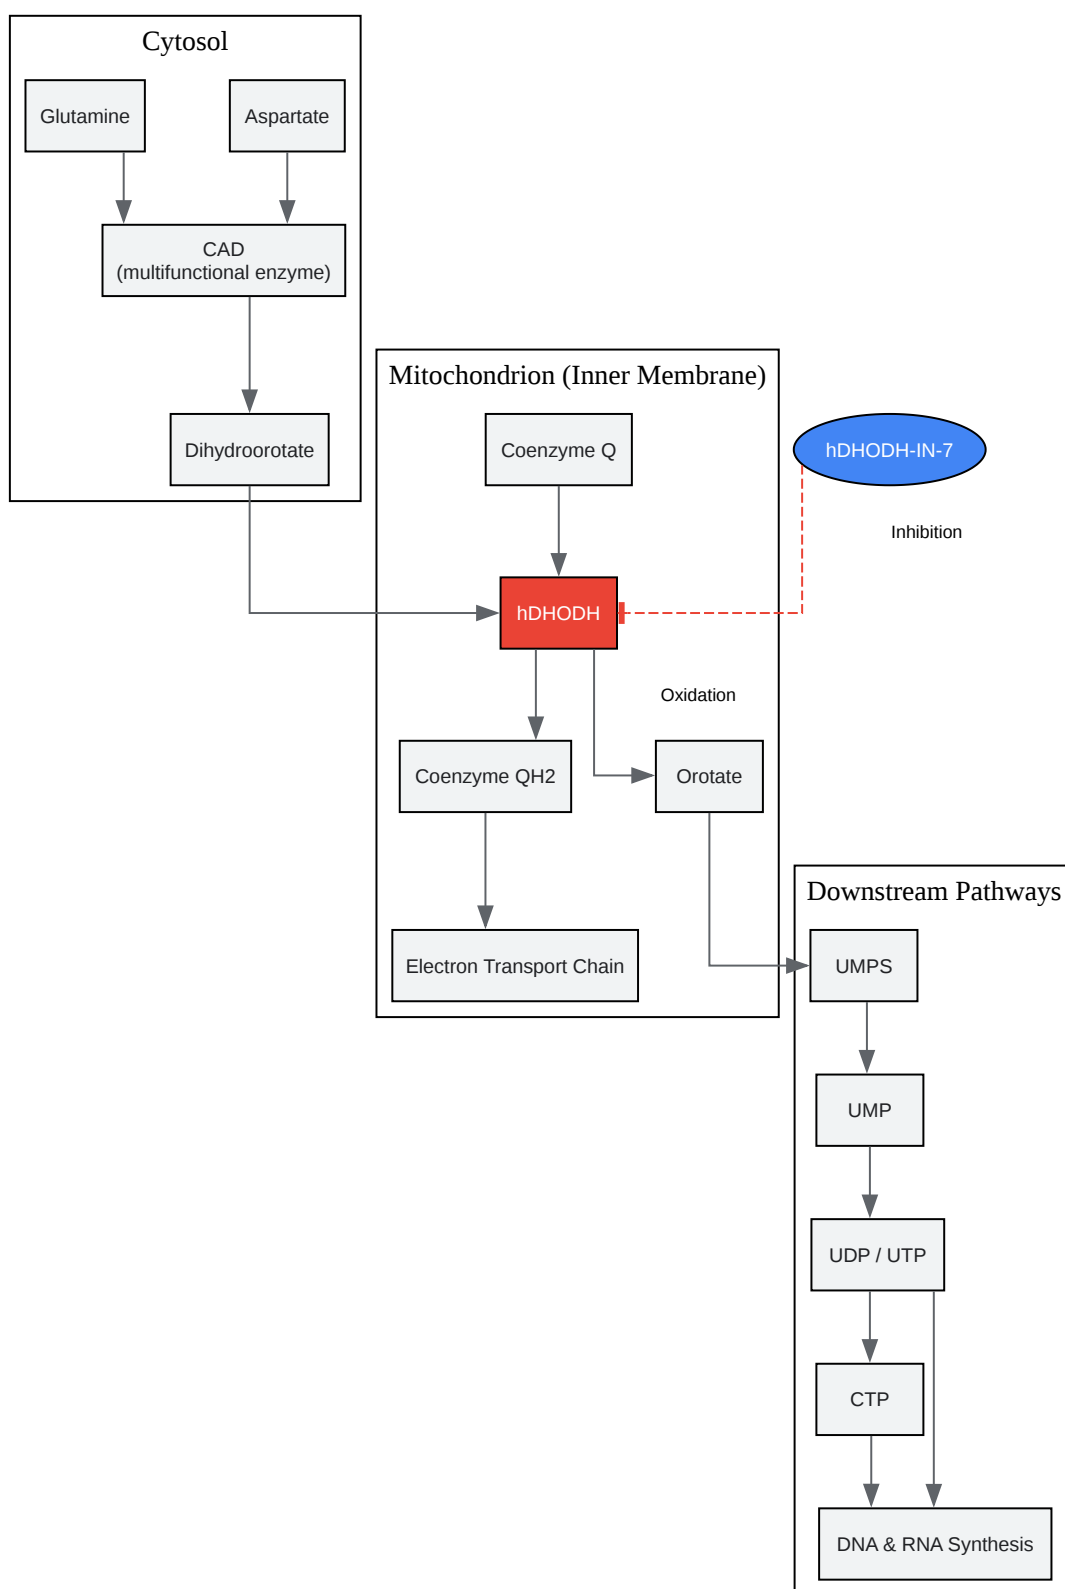 Cytosol
Glutamine
Aspartate
CAD
(multifunctional enzyme)
Dihydroorotate
Mitochondrion (Inner Membrane)
Coenzyme Q
hDHODH-IN-7
Inhibition
hDHODH
Oxidation
Coenzyme QH2
Orotate
Electron Transport Chain
Downstream Pathways
UMPS
UMP
UDP / UTP
CTP
DNA & RNA Synthesis